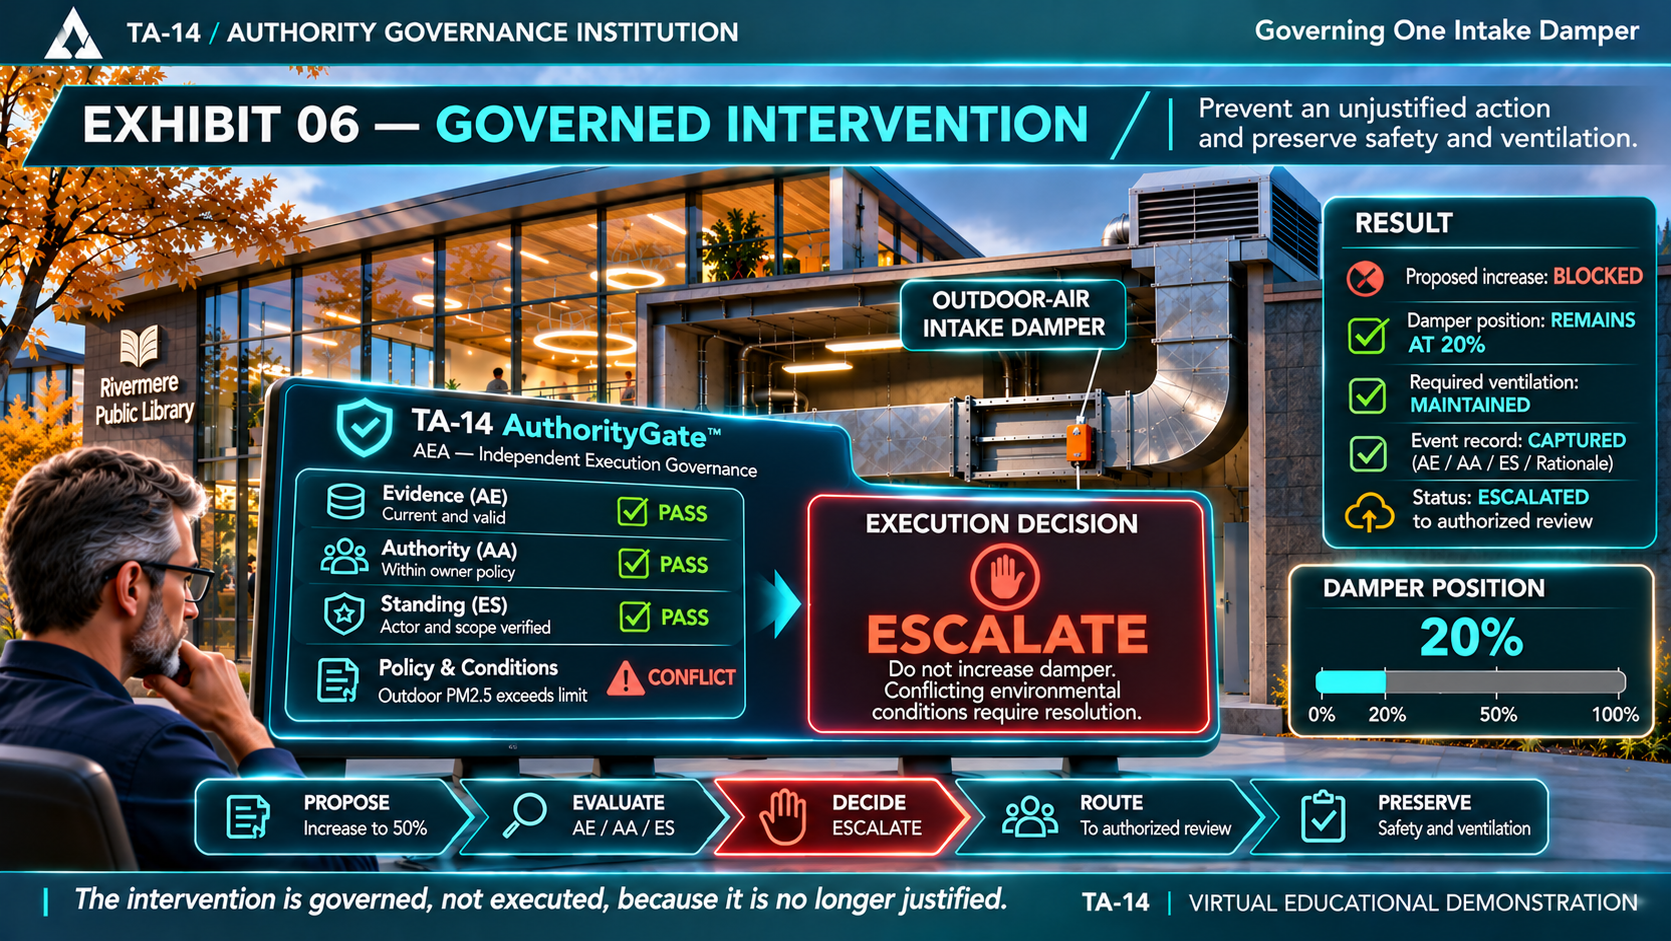 TA-14 / AUTHORITY GOVERNANCE INSTITUTION
Governing One Intake Damper
EXHIBIT 06 — GOVERNED INTERVENTION
Prevent an unjustified action
and preserve safety and ventilation.
Rivermere
Public Library
OUTDOOR-AIR
INTAKE DAMPER
TA-14 AuthorityGate™
AEA — Independent Execution Governance
Evidence (AE)
Current and valid
PASS
Authority (AA)
Within owner policy
PASS
Standing (ES)
Actor and scope verified
PASS
Policy & Conditions
Outdoor PM2.5 exceeds limit
CONFLICT
EXECUTION DECISION
ESCALATE
Do not increase damper.
Conflicting environmental
conditions require resolution.
RESULT
Proposed increase: BLOCKED
Damper position: REMAINS
AT 20%
Required ventilation:
MAINTAINED
Event record: CAPTURED
(AE / AA / ES / Rationale)
Status: ESCALATED
to authorized review
DAMPER POSITION
20%
0% 20% 50% 100%
PROPOSE
Increase to 50%
EVALUATE
AE / AA / ES
DECIDE
ESCALATE
ROUTE
To authorized review
PRESERVE
Safety and ventilation
The intervention is governed, not executed, because it is no longer justified.
TA-14 | VIRTUAL EDUCATIONAL DEMONSTRATION